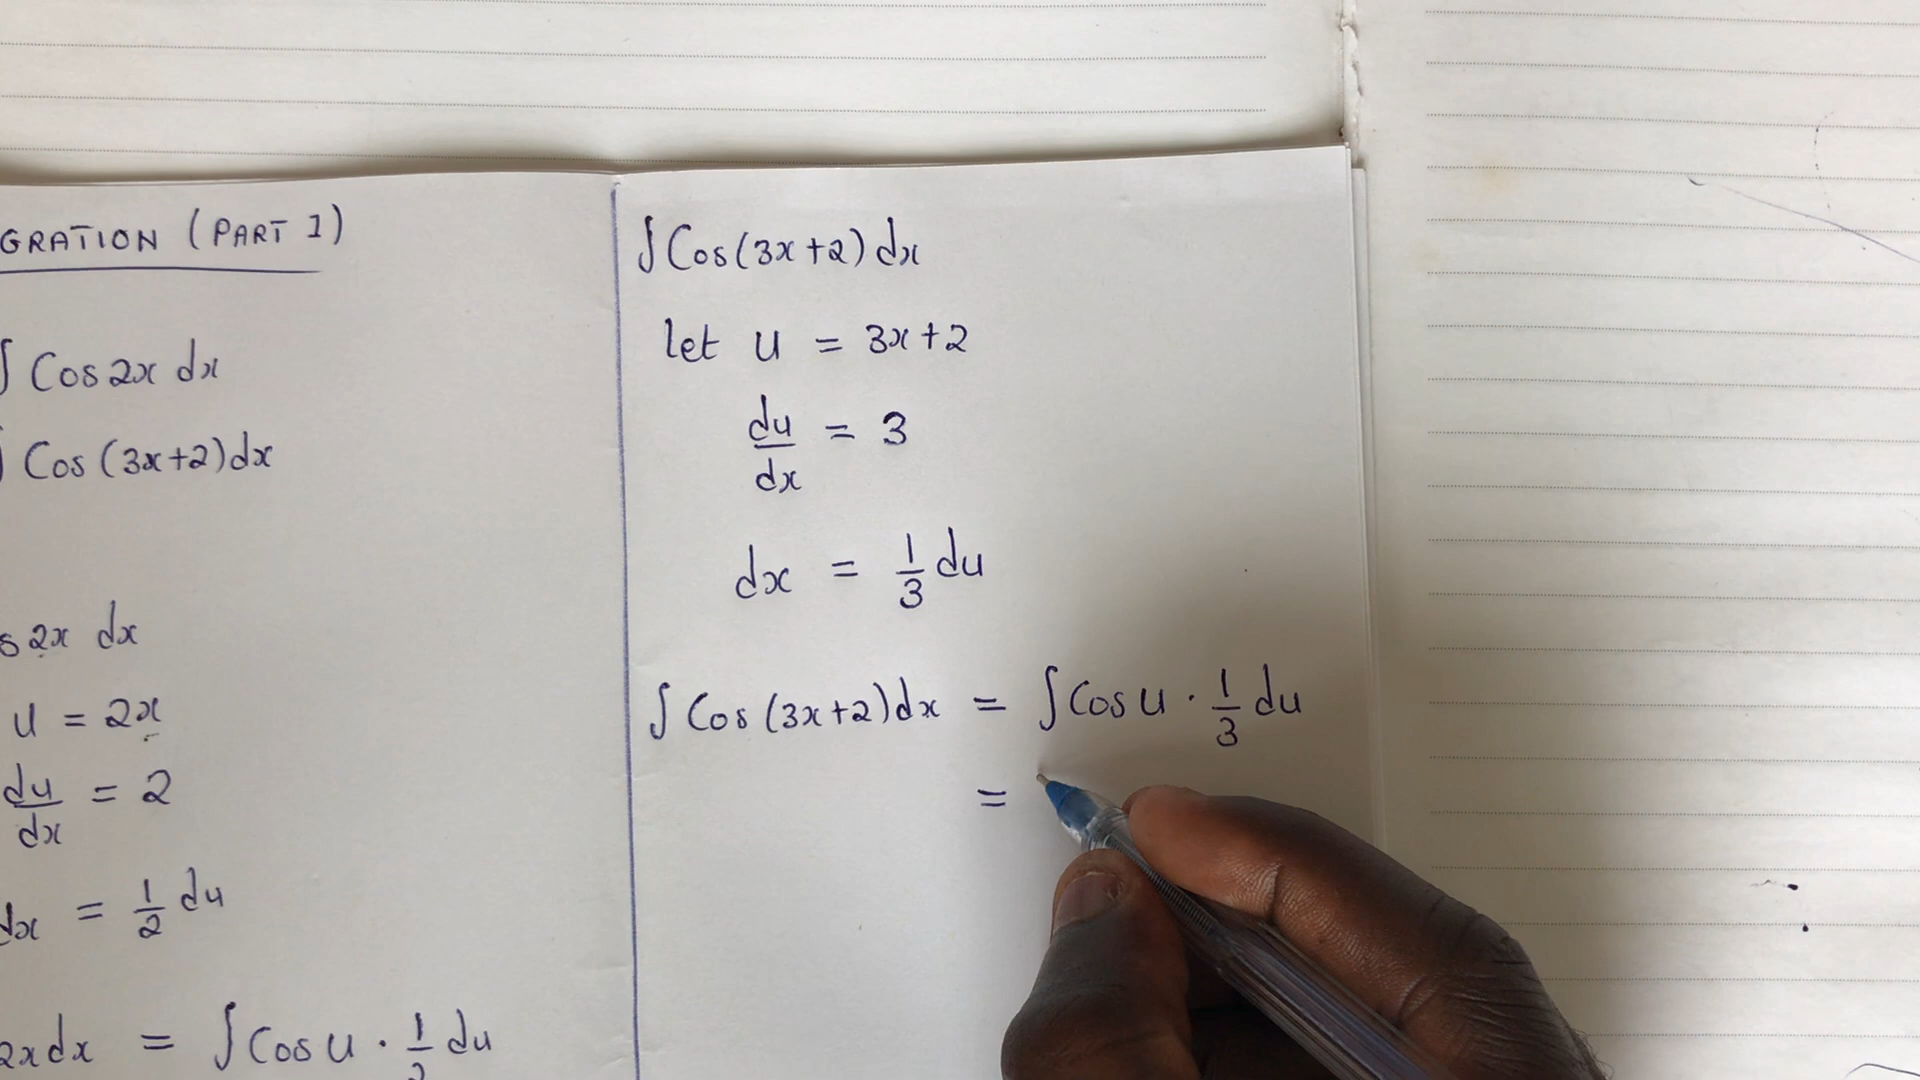 GRATION (PART 1)
∫ Cos 2x dx
∫ Cos (3x+2)dx
s 2x dx
u = 2x
du/dx = 2
dx = 1/2 du
2x dx = ∫ Cos u · 1/2 du
∫ Cos(3x+2) dx
let u = 3x+2
du/dx = 3
dx = 1/3 du
∫ Cos (3x+2)dx = ∫ Cos u · 1/3 du
=